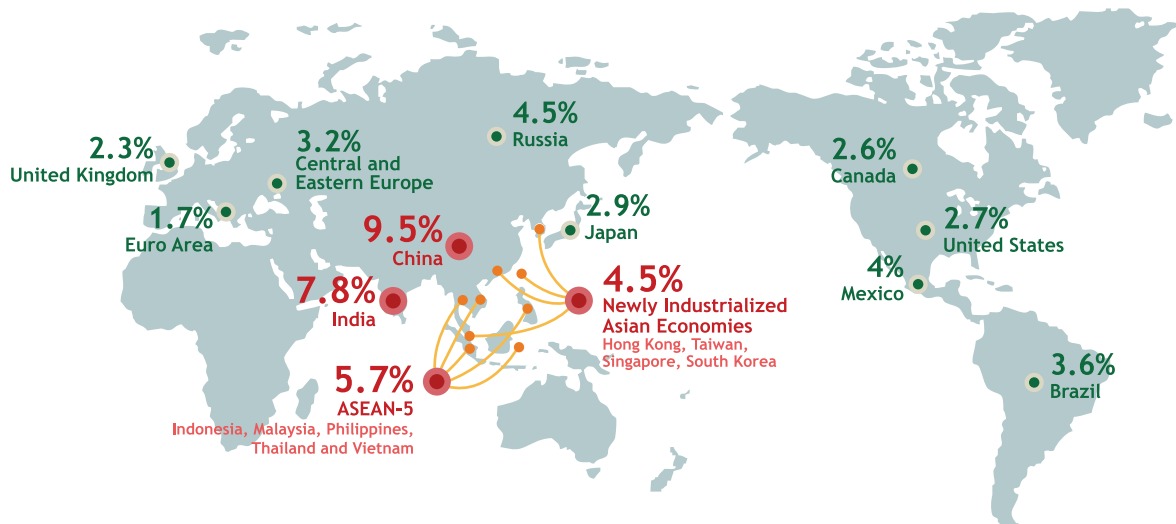 4.5%
Russia
2.3%
United Kingdom
3.2%
Central and
Eastern Europe
2.6%
Canada
1.7%
Euro Area
9.5%
China
2.9%
Japan
2.7%
United States
7.8%
India
4.5%
Newly Industrialized
Asian Economies
Hong Kong, Taiwan,
Singapore, South Korea
4%
Mexico
5.7%
ASEAN-5
Indonesia, Malaysia, Philippines,
Thailand and Vietnam
3.6%
Brazil